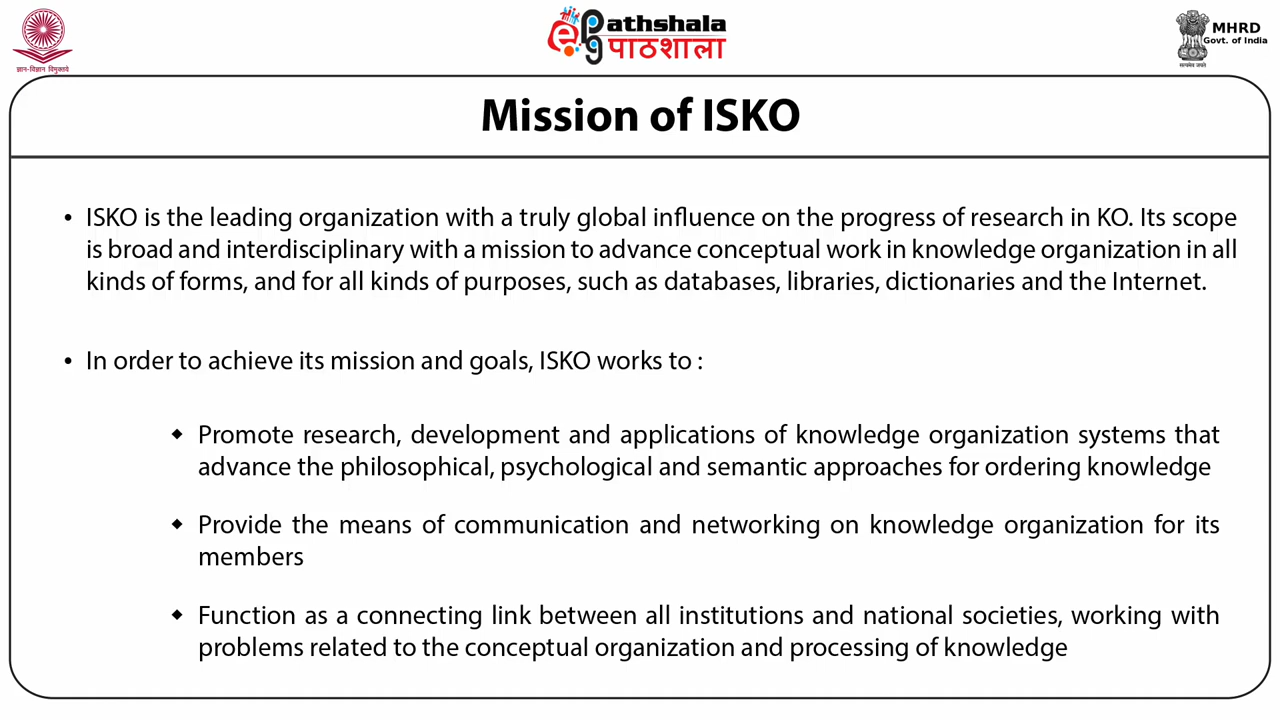 ज्ञान-विज्ञान विमुक्तये
ePG Pathshala
पाठशाला
MHRD
Govt. of India
सत्यमेव जयते
Mission of ISKO
• ISKO is the leading organization with a truly global influence on the progress of research in KO. Its scope
is broad and interdisciplinary with a mission to advance conceptual work in knowledge organization in all
kinds of forms, and for all kinds of purposes, such as databases, libraries, dictionaries and the Internet.
• In order to achieve its mission and goals, ISKO works to :
◆ Promote research, development and applications of knowledge organization systems that
advance the philosophical, psychological and semantic approaches for ordering knowledge
◆ Provide the means of communication and networking on knowledge organization for its
members
◆ Function as a connecting link between all institutions and national societies, working with
problems related to the conceptual organization and processing of knowledge